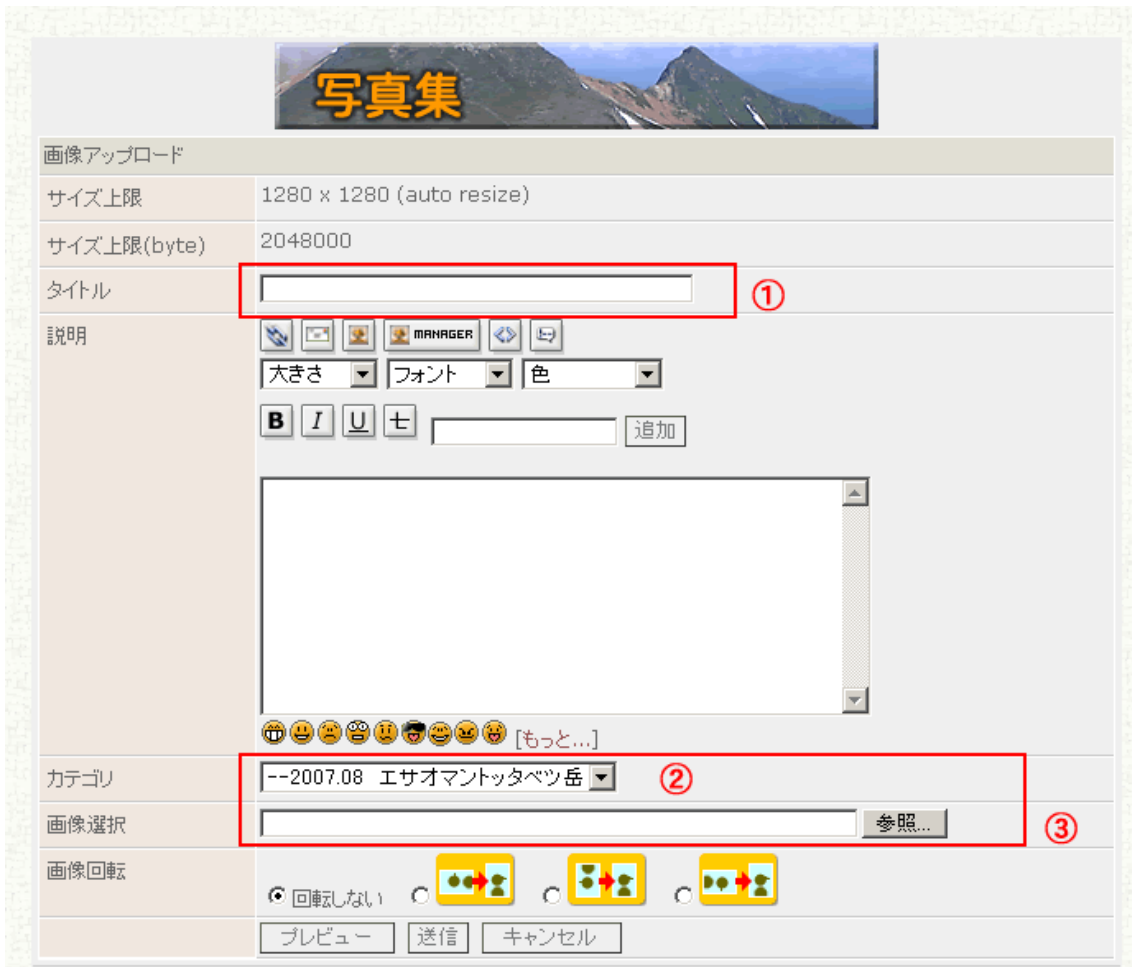 写真集
画像アップロード
サイズ上限 1280 x 1280 (auto resize)
サイズ上限(byte) 2048000
タイトル ①
説明 MANAGER
大きさ フォント 色
B I U 追加
[もっと...]
カテゴリ --2007.08 エサオマントッタベツ岳 ②
画像選択 参照... ③
画像回転 回転しない
プレビュー 送信 キャンセル